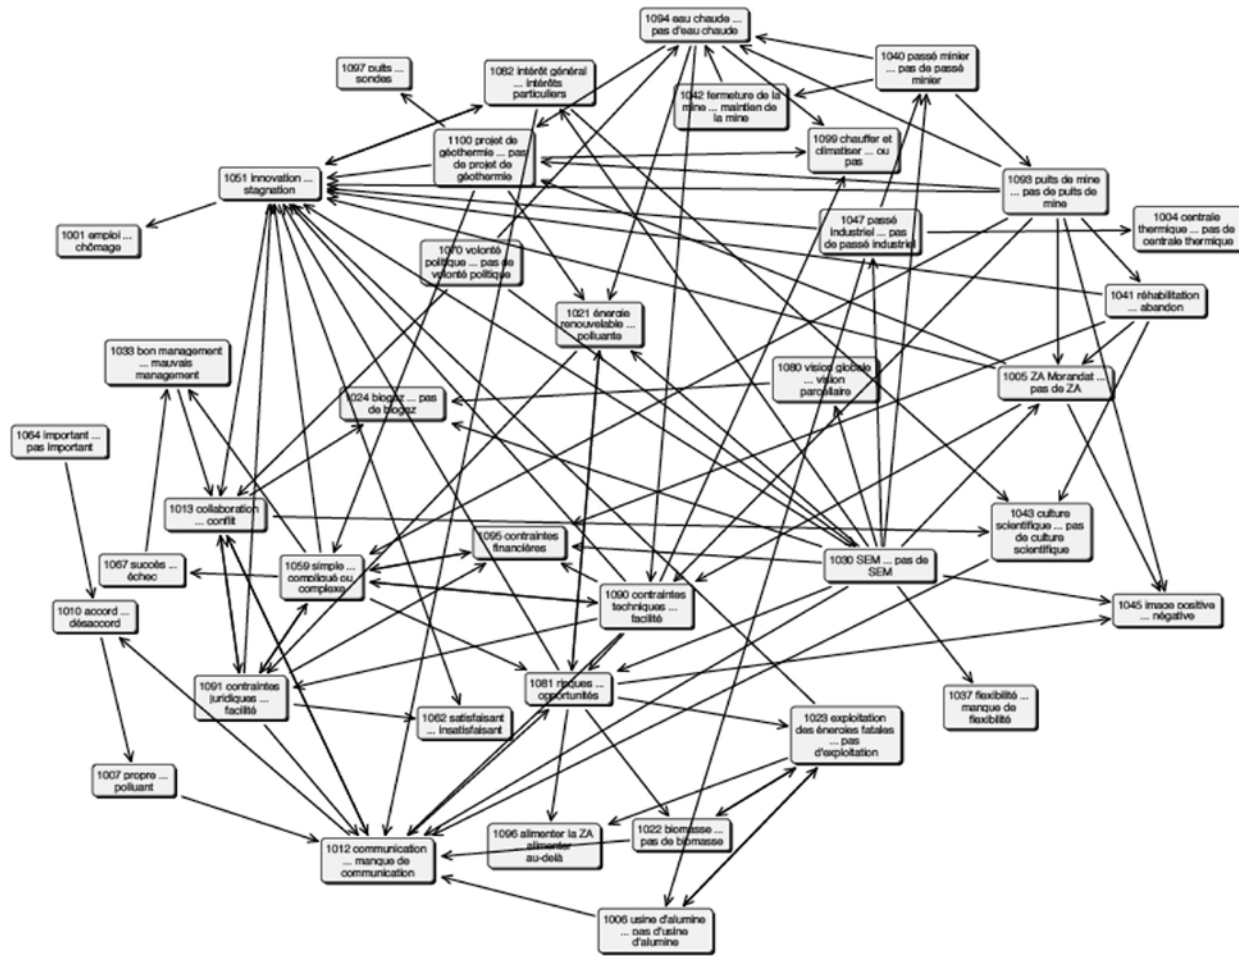 1094 eau chaude ...
pas d'eau chaude
1040 passé minier
... pas de passé
minier
1097 puits ...
sondes
1082 intérêt général
... intérêts
particuliers
1042 fermeture de la
mine ... maintien de
la mine
1100 projet de
géothermie ... pas
de projet de
géothermie
1099 chauffer et
climatiser ... ou
pas
1051 innovation ...
stagnation
1093 puits de mine
... pas de puits de
mine
1047 passé
industriel ... pas
de passé industriel
1004 centrale
thermique ... pas de
centrale thermique
1001 emploi ...
chômage
1070 volonté
politique ... pas de
volonté politique
1041 réhabilitation
... abandon
1021 énergie
renouvelable ...
polluante
1033 bon management
... mauvais
management
1080 vision globale
... vision
parcellaire
1005 ZA Morandat ...
pas de ZA
1024 biogaz ... pas
de biogaz
1064 important ...
pas important
1013 collaboration
... conflit
1043 culture
scientifique ... pas
de culture
scientifique
1095 contraintes
financières
1067 succès ...
échec
1059 simple ...
compliqué ou
complexe
1030 SEM ... pas de
SEM
1090 contraintes
techniques ...
facilité
1045 image positive
... négative
1010 accord ...
désaccord
1091 contraintes
juridiques ...
facilité
1081 risques ...
opportunités
1062 satisfaisant
... insatisfaisant
1037 flexibilité ...
manque de
flexibilité
1023 exploitation
des énergies fatales
... pas
d'exploitation
1007 propre ...
polluant
1012 communication
... manque de
communication
1096 alimenter la ZA
... alimenter
au-delà
1022 biomasse ...
pas de biomasse
1006 usine d'alumine
... pas d'usine
d'alumine